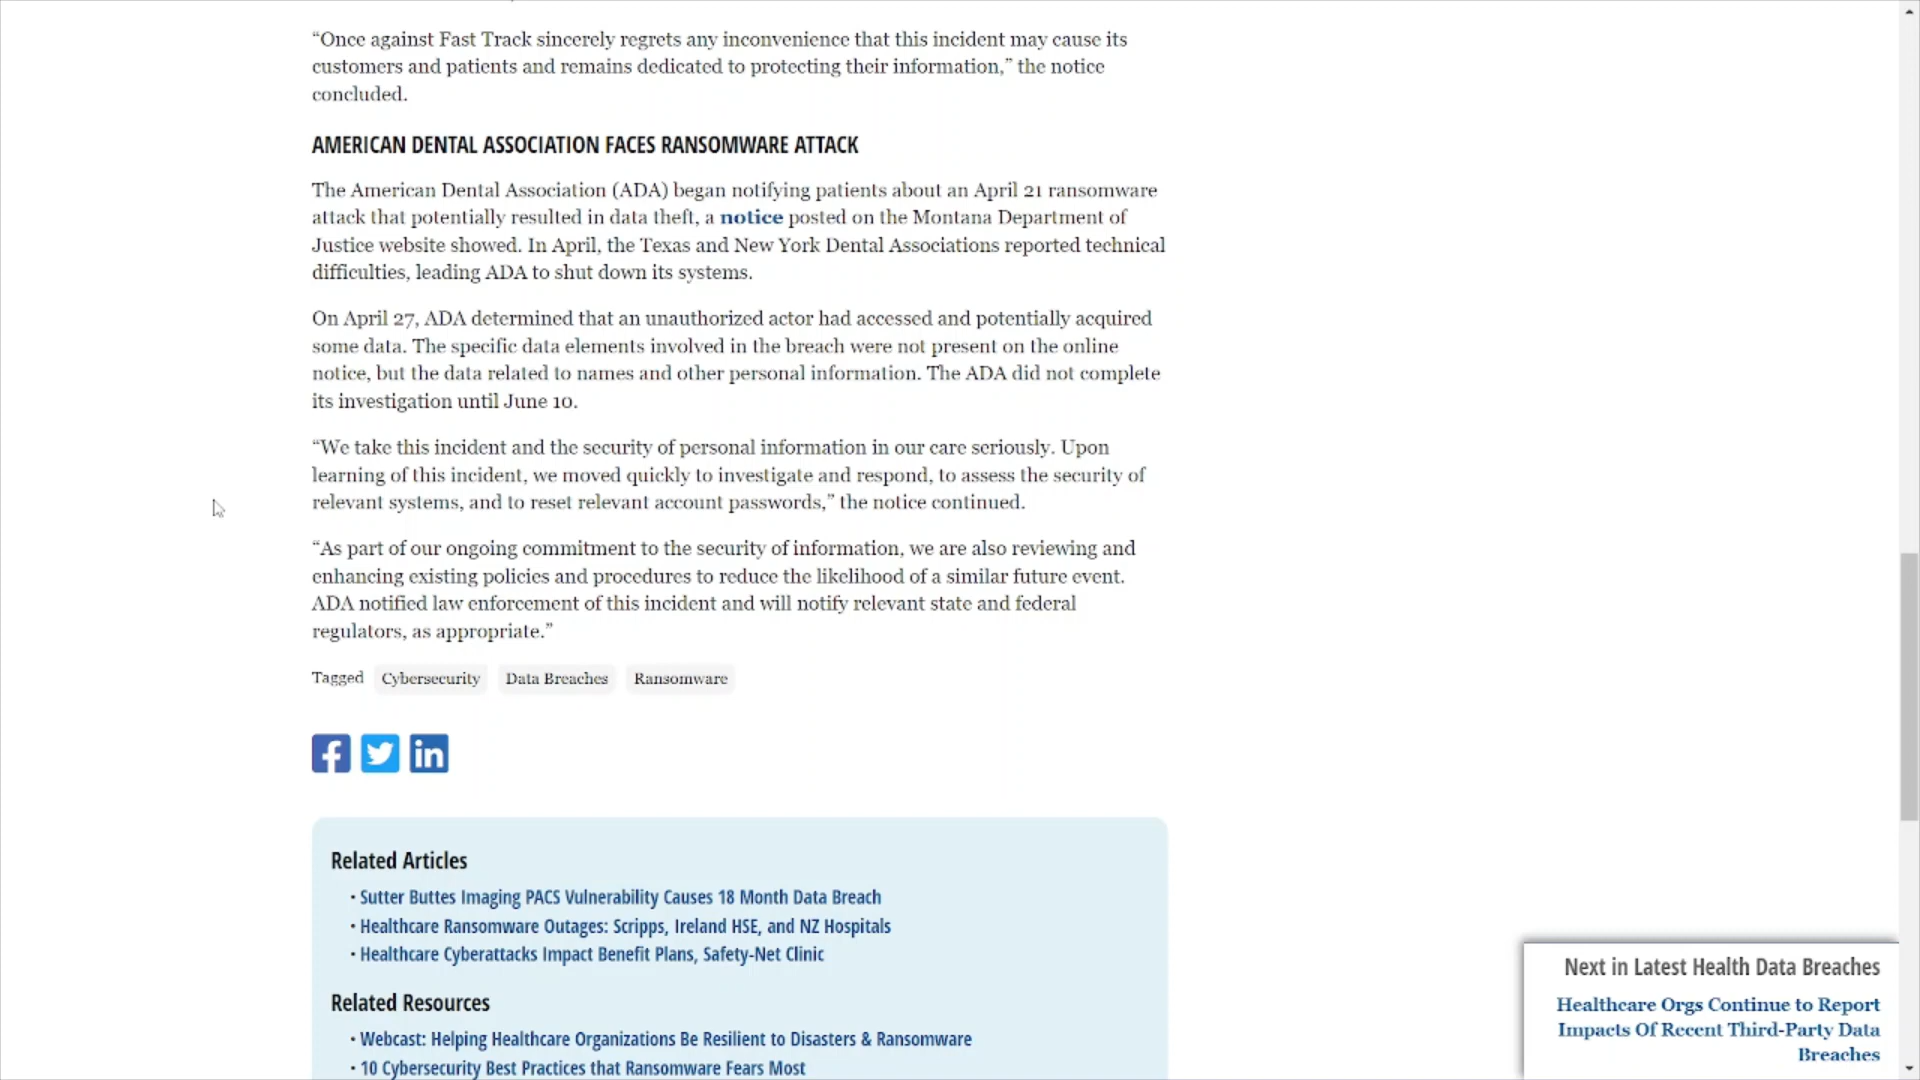 “Once against Fast Track sincerely regrets any inconvenience that this incident may cause its
customers and patients and remains dedicated to protecting their information,” the notice
concluded.
AMERICAN DENTAL ASSOCIATION FACES RANSOMWARE ATTACK
The American Dental Association (ADA) began notifying patients about an April 21 ransomware
attack that potentially resulted in data theft, a notice posted on the Montana Department of
Justice website showed. In April, the Texas and New York Dental Associations reported technical
difficulties, leading ADA to shut down its systems.
On April 27, ADA determined that an unauthorized actor had accessed and potentially acquired
some data. The specific data elements involved in the breach were not present on the online
notice, but the data related to names and other personal information. The ADA did not complete
its investigation until June 10.
“We take this incident and the security of personal information in our care seriously. Upon
learning of this incident, we moved quickly to investigate and respond, to assess the security of
relevant systems, and to reset relevant account passwords,” the notice continued.
“As part of our ongoing commitment to the security of information, we are also reviewing and
enhancing existing policies and procedures to reduce the likelihood of a similar future event.
ADA notified law enforcement of this incident and will notify relevant state and federal
regulators, as appropriate.”
Tagged Cybersecurity Data Breaches Ransomware
Related Articles
• Sutter Buttes Imaging PACS Vulnerability Causes 18 Month Data Breach
• Healthcare Ransomware Outages: Scripps, Ireland HSE, and NZ Hospitals
• Healthcare Cyberattacks Impact Benefit Plans, Safety-Net Clinic
Related Resources
• Webcast: Helping Healthcare Organizations Be Resilient to Disasters & Ransomware
• 10 Cybersecurity Best Practices that Ransomware Fears Most
Next in Latest Health Data Breaches
Healthcare Orgs Continue to Report
Impacts Of Recent Third-Party Data
Breaches